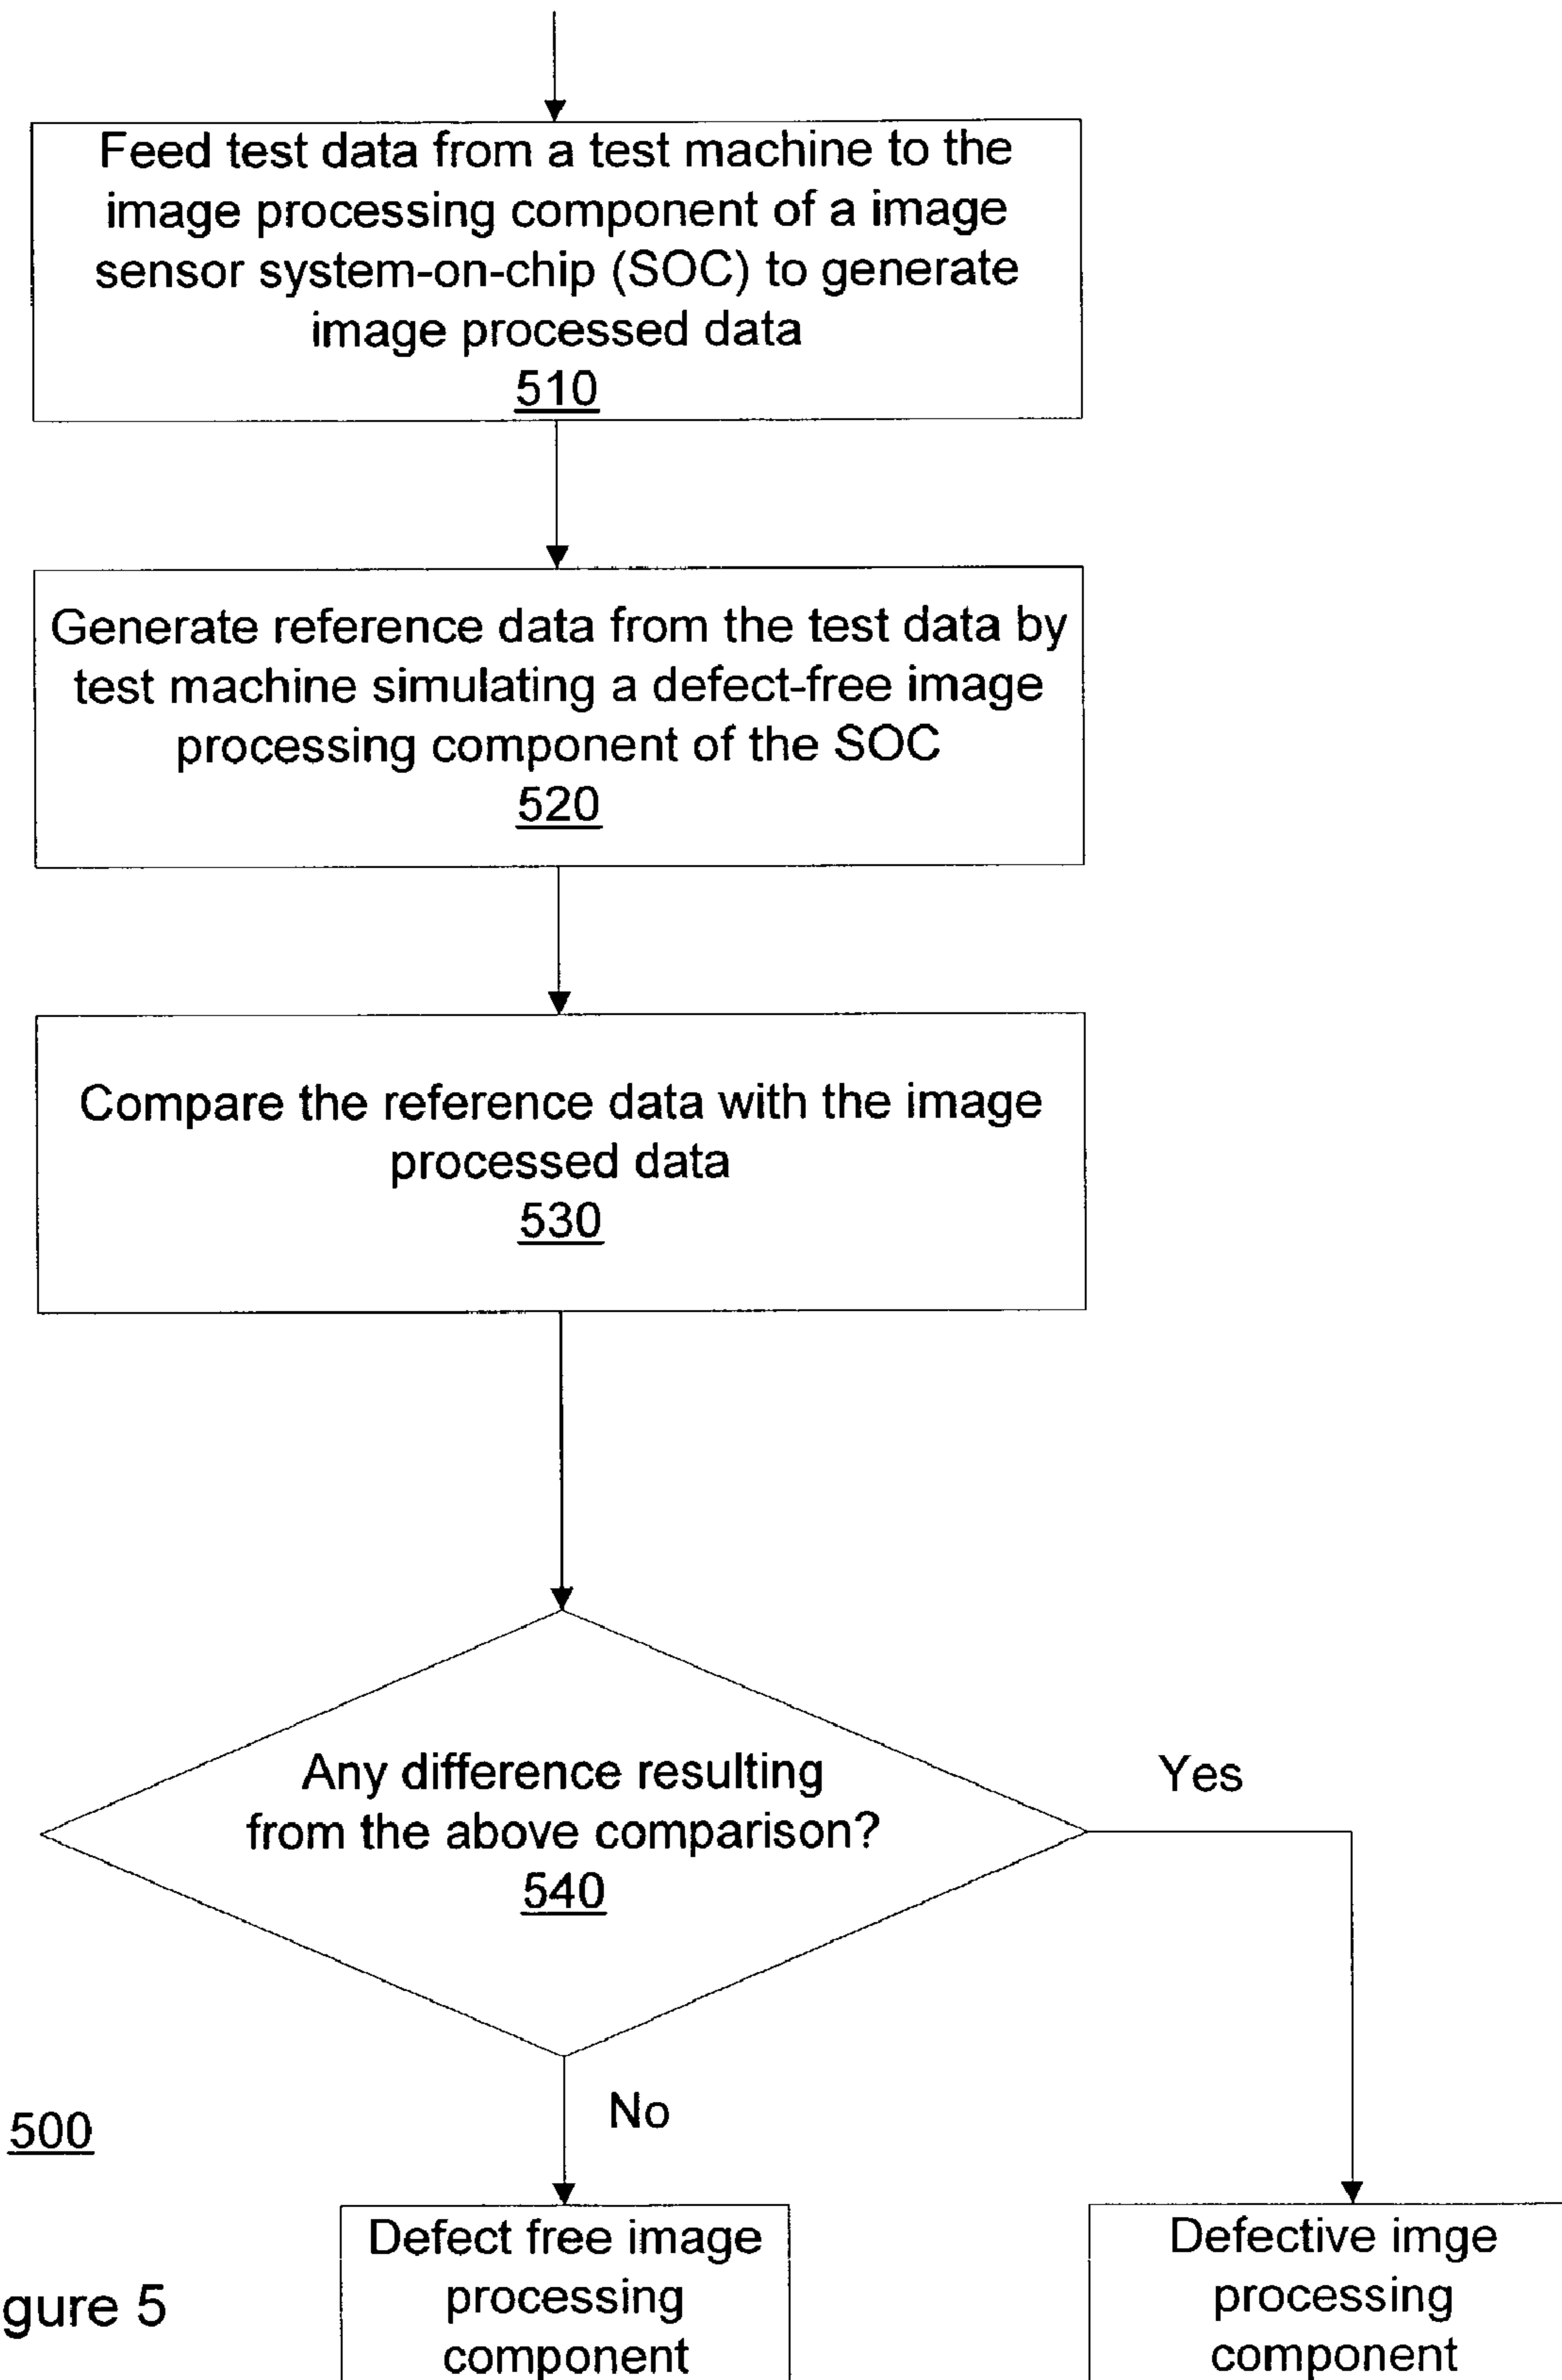 Feed test data from a test machine to the
image processing component of a image
sensor system-on-chip (SOC) to generate
image processed data
510
Generate reference data from the test data by
test machine simulating a defect-free image
processing component of the SOC
520
Compare the reference data with the image
processed data
530
Any difference resulting
from the above comparison?
540
Yes
No
500
gure 5
Defect free image
processing
component
Defective imge
processing
component